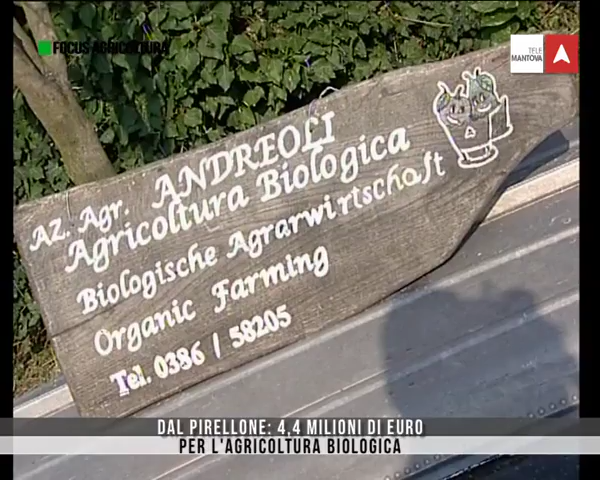 FOCUS AGRICOLTURA
TELE
MANTOVA
AZ. Agr. ANDREOLI
Agricoltura Biologica
Biologische Agrarwirtschaft
Organic Farming
Tel. 0386 / 58205
DAL PIRELLONE: 4,4 MILIONI DI EURO
PER L'AGRICOLTURA BIOLOGICA